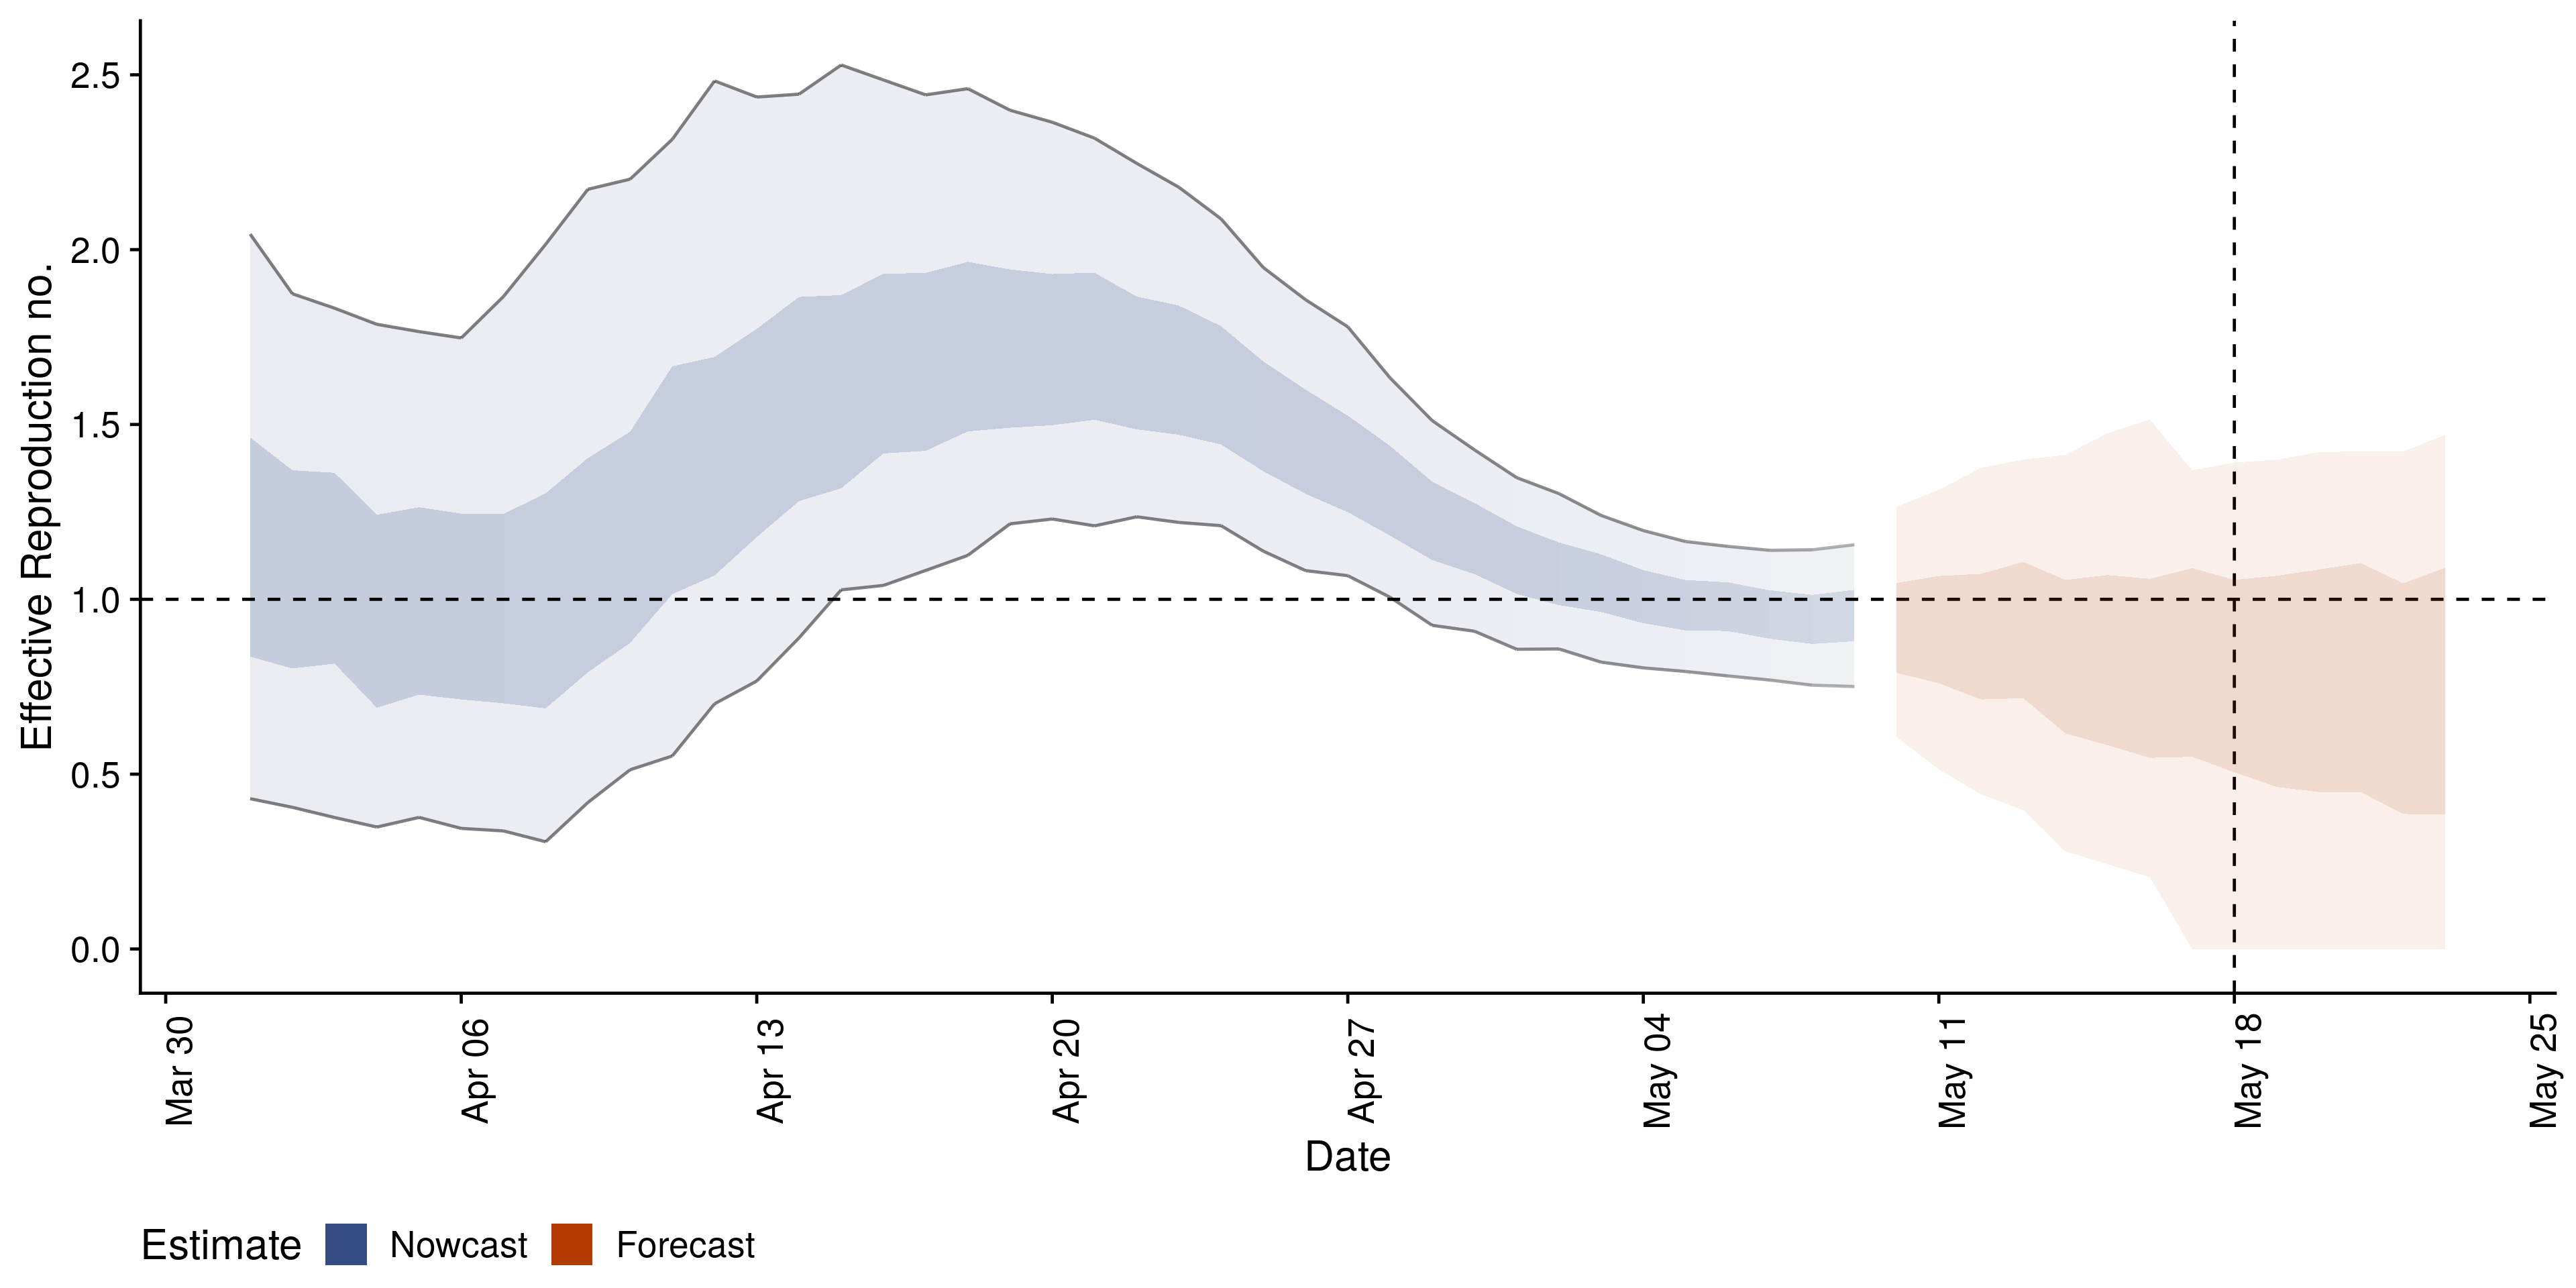 Effective Reproduction no.
2.5
2.0
1.5
1.0
0.5
0.0
Mar 30
Apr 06
Apr 13
Apr 20
Apr 27
May 04
May 11
May 18
May 25
Date
Estimate Nowcast Forecast